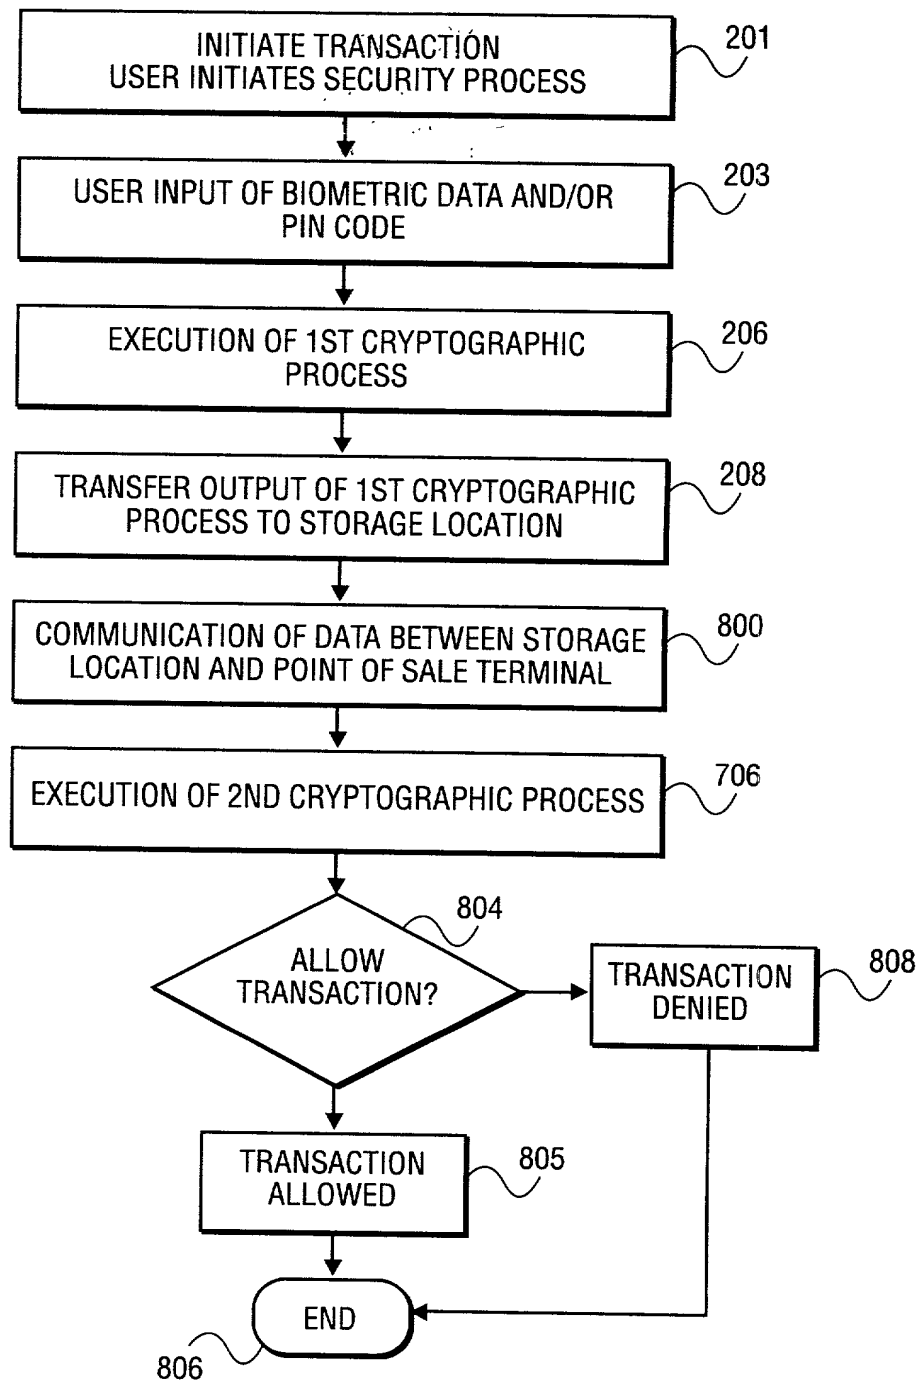 INITIATE TRANSACTION
USER INITIATES SECURITY PROCESS
201
USER INPUT OF BIOMETRIC DATA AND/OR
PIN CODE
203
EXECUTION OF 1ST CRYPTOGRAPHIC
PROCESS
206
TRANSFER OUTPUT OF 1ST CRYPTOGRAPHIC
PROCESS TO STORAGE LOCATION
208
COMMUNICATION OF DATA BETWEEN STORAGE
LOCATION AND POINT OF SALE TERMINAL
800
EXECUTION OF 2ND CRYPTOGRAPHIC PROCESS
706
804
ALLOW
TRANSACTION?
TRANSACTION
DENIED
808
TRANSACTION
ALLOWED
805
END
806